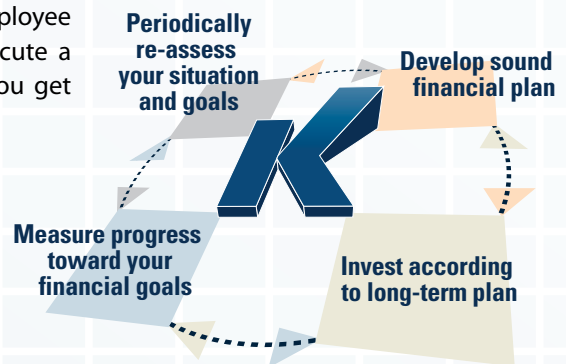 ployee
cute a
ou get
Periodically
re-assess
your situation
and goals
Develop sound
financial plan
K
Measure progress
toward your
financial goals
Invest according
to long-term plan